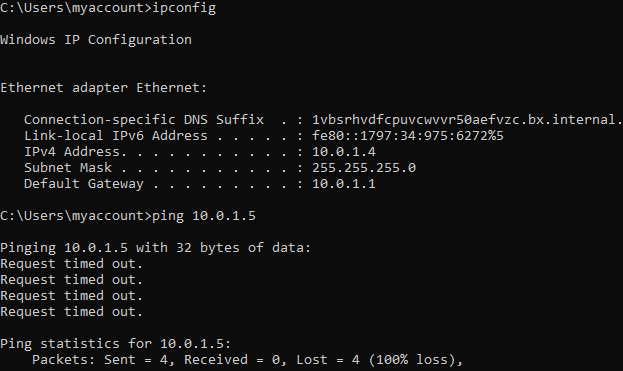 C:\Users\myaccount>ipconfig
Windows IP Configuration
Ethernet adapter Ethernet:
Connection-specific DNS Suffix  . : 1vbsrhvdfcpuvcwvvr50aefvzc.bx.internal.
Link-local IPv6 Address . . . . . : fe80::1797:34:975:6272%5
IPv4 Address. . . . . . . . . . . : 10.0.1.4
Subnet Mask . . . . . . . . . . . : 255.255.255.0
Default Gateway . . . . . . . . . : 10.0.1.1
C:\Users\myaccount>ping 10.0.1.5
Pinging 10.0.1.5 with 32 bytes of data:
Request timed out.
Request timed out.
Request timed out.
Request timed out.
Ping statistics for 10.0.1.5:
Packets: Sent = 4, Received = 0, Lost = 4 (100% loss),